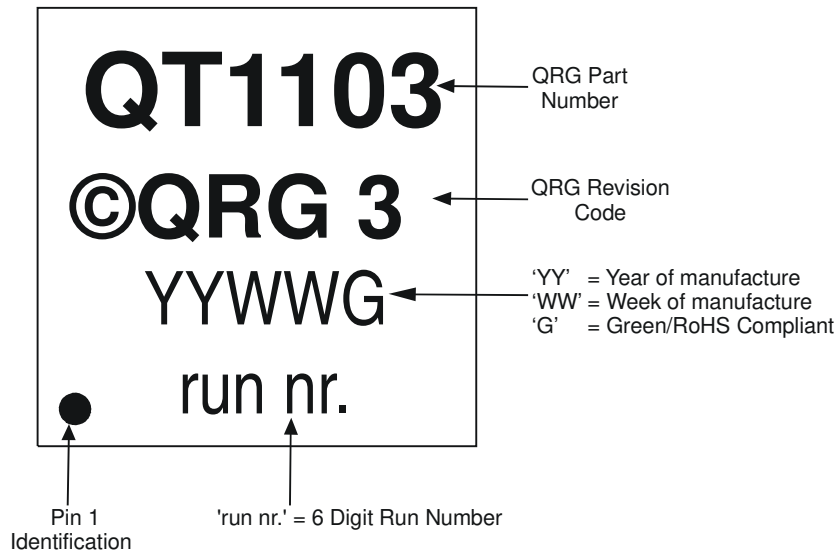 QT1103
QRG Part
Number
©QRG 3
QRG Revision
Code
YYWWG
‘YY’ = Year of manufacture
‘WW’ = Week of manufacture
‘G’ = Green/RoHS Compliant
run nr.
Pin 1
Identification
'run nr.' = 6 Digit Run Number